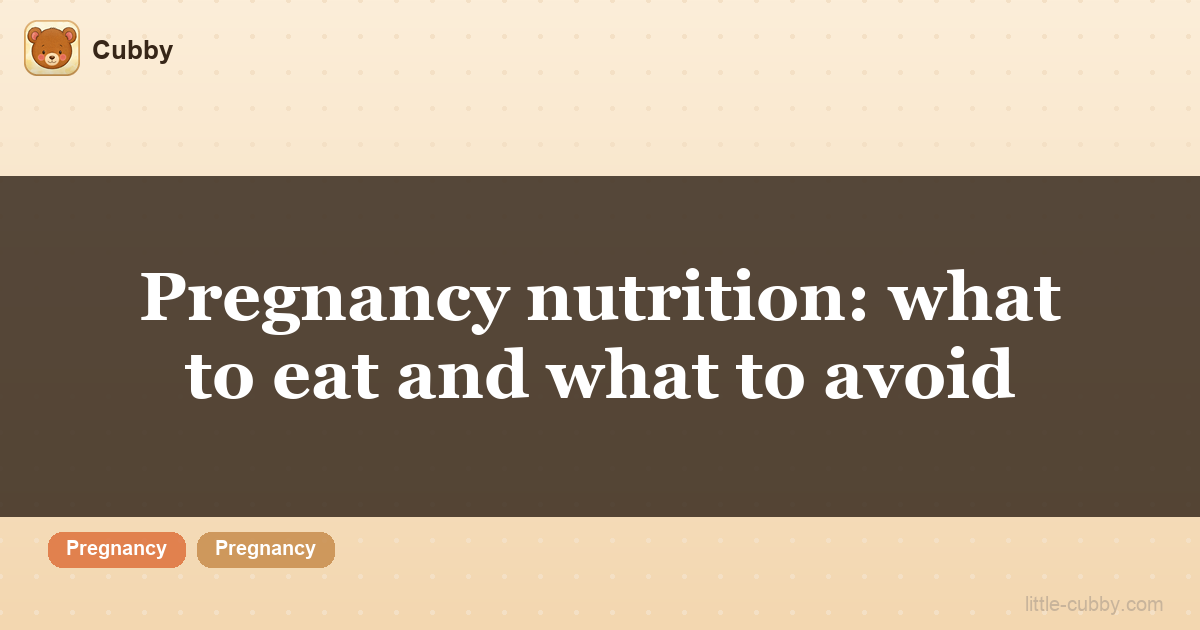 Cubby
Pregnancy nutrition: what
to eat and what to avoid
Pregnancy
Pregnancy
little-cubby.com